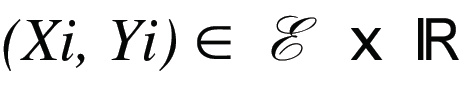 (Xi, Yi) ∈ ℰ x ℝ